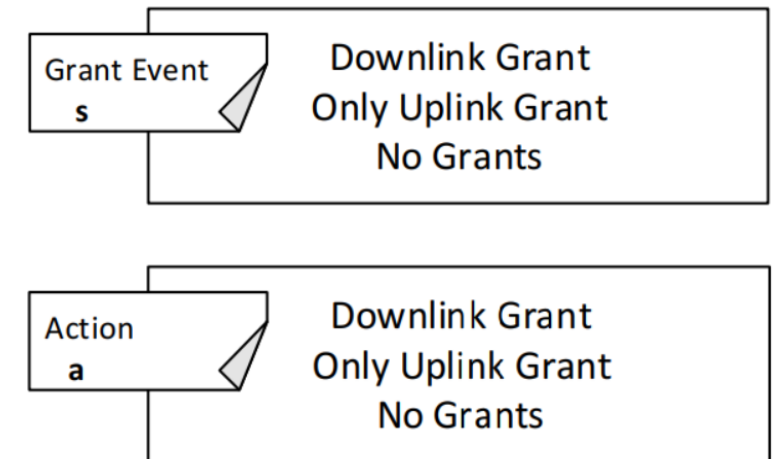 Grant Event
s
Downlink Grant
Only Uplink Grant
No Grants
Action
a
Downlink Grant
Only Uplink Grant
No Grants